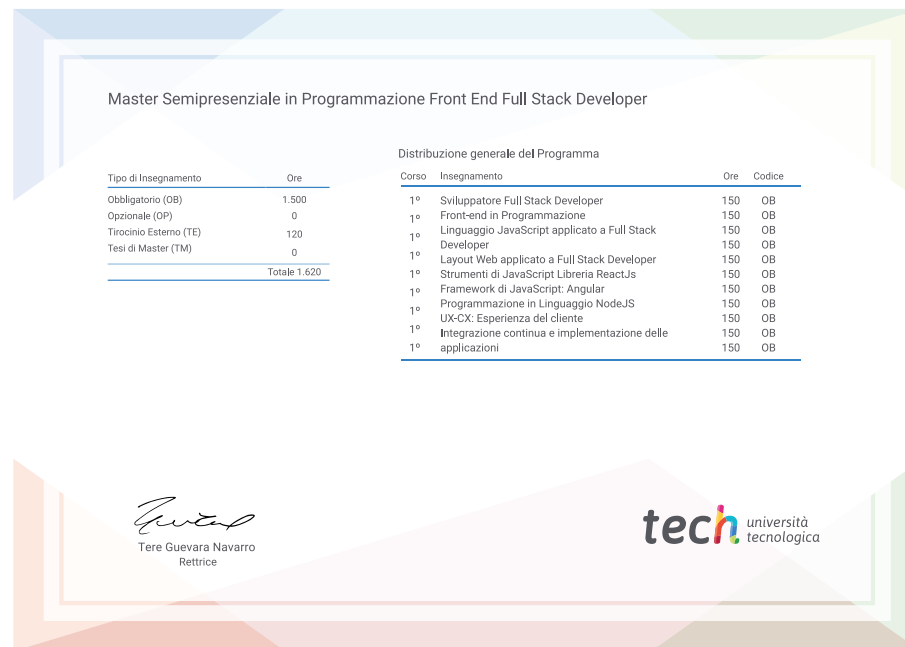 Master Semipresenziale in Programmazione Front End Full Stack Developer
Tipo di Insegnamento Ore
Obbligatorio (OB) 1.500
Opzionale (OP) 0
Tirocinio Esterno (TE) 120
Tesi di Master (TM) 0
Totale 1.620
Distribuzione generale del Programma
Corso Insegnamento Ore Codice
1º Sviluppatore Full Stack Developer 150 OB
1º Front-end in Programmazione 150 OB
1º Linguaggio JavaScript applicato a Full Stack 150 OB
Developer 150 OB
1º Layout Web applicato a Full Stack Developer 150 OB
1º Strumenti di JavaScript Libreria ReactJs 150 OB
1º Framework di JavaScript: Angular 150 OB
1º Programmazione in Linguaggio NodeJS 150 OB
UX-CX: Esperienza del cliente 150 OB
1º Integrazione continua e implementazione delle 150 OB
1º applicazioni 150 OB
Tere Guevara Navarro
Rettrice
tech università
tecnologica